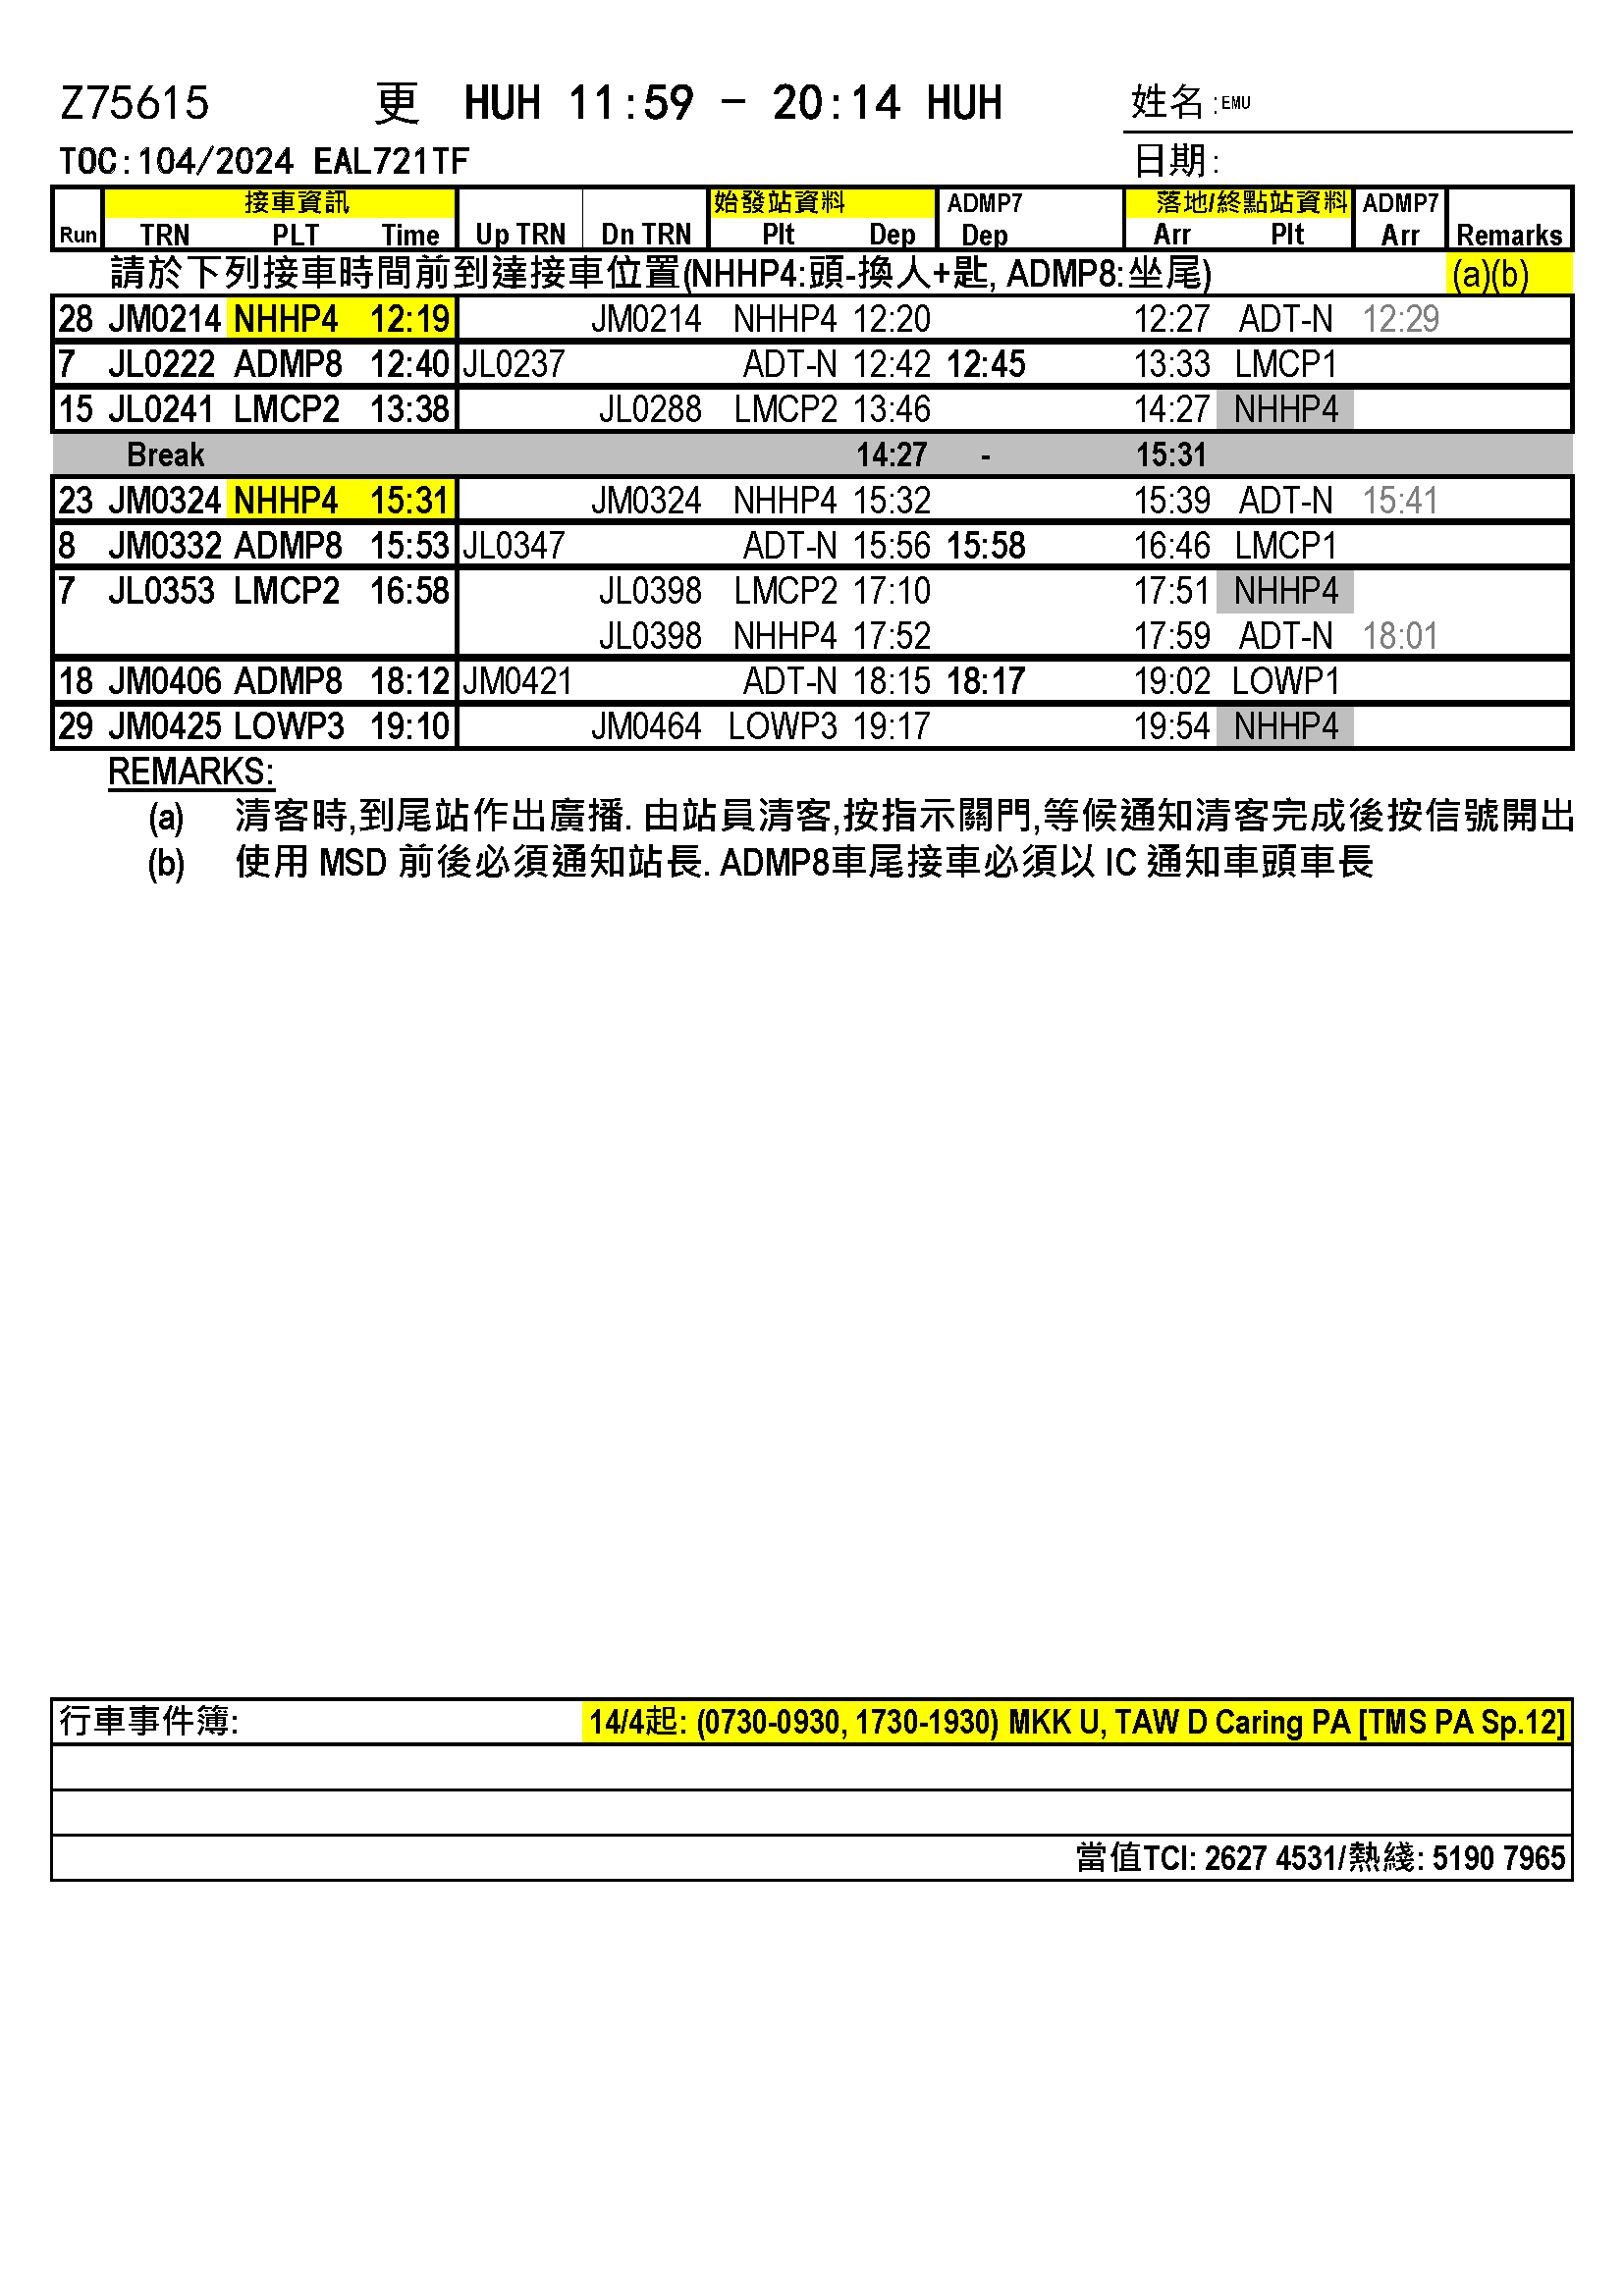 Z75615 更 HUH 11:59 - 20:14 HUH 姓名:EMU
TOC:104/2024 EAL721TF 日期:
接車資訊 始發站資料 ADMP7 落地/終點站資料 ADMP7
Run TRN PLT Time Up TRN Dn TRN Plt Dep Dep Arr Plt Arr Remarks
請於下列接車時間前到達接車位置(NHHP4:頭-換人+匙, ADMP8:坐尾) (a)(b)
28 JM0214 NHHP4 12:19 JM0214 NHHP4 12:20 12:27 ADT-N 12:29
7 JL0222 ADMP8 12:40 JL0237 ADT-N 12:42 12:45 13:33 LMCP1
15 JL0241 LMCP2 13:38 JL0288 LMCP2 13:46 14:27 NHHP4
Break 14:27 - 15:31
23 JM0324 NHHP4 15:31 JM0324 NHHP4 15:32 15:39 ADT-N 15:41
8 JM0332 ADMP8 15:53 JL0347 ADT-N 15:56 15:58 16:46 LMCP1
7 JL0353 LMCP2 16:58 JL0398 LMCP2 17:10 17:51 NHHP4
JL0398 NHHP4 17:52 17:59 ADT-N 18:01
18 JM0406 ADMP8 18:12 JM0421 ADT-N 18:15 18:17 19:02 LOWP1
29 JM0425 LOWP3 19:10 JM0464 LOWP3 19:17 19:54 NHHP4
REMARKS:
(a) 清客時,到尾站作出廣播. 由站員清客,按指示關門,等候通知清客完成後按信號開出
(b) 使用 MSD 前後必須通知站長. ADMP8車尾接車必須以 IC 通知車頭車長
行車事件簿: 14/4起: (0730-0930, 1730-1930) MKK U, TAW D Caring PA [TMS PA Sp.12]
當值TCI: 2627 4531/熱綫: 5190 7965